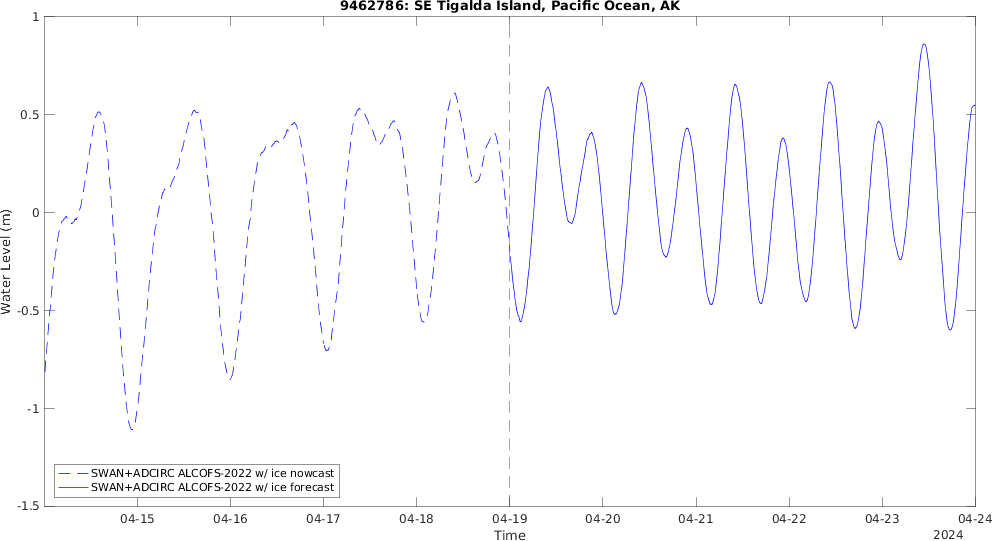 9462786: SE Tigalda Island, Pacific Ocean, AK
1
0.5
0
-0.5
-1
-1.5
Water Level (m)
SWAN+ADCIRC ALCOFS-2022 w/ ice nowcast
SWAN+ADCIRC ALCOFS-2022 w/ ice forecast
04-15 04-16 04-17 04-18 04-19 04-20 04-21 04-22 04-23 04-24
Time
2024